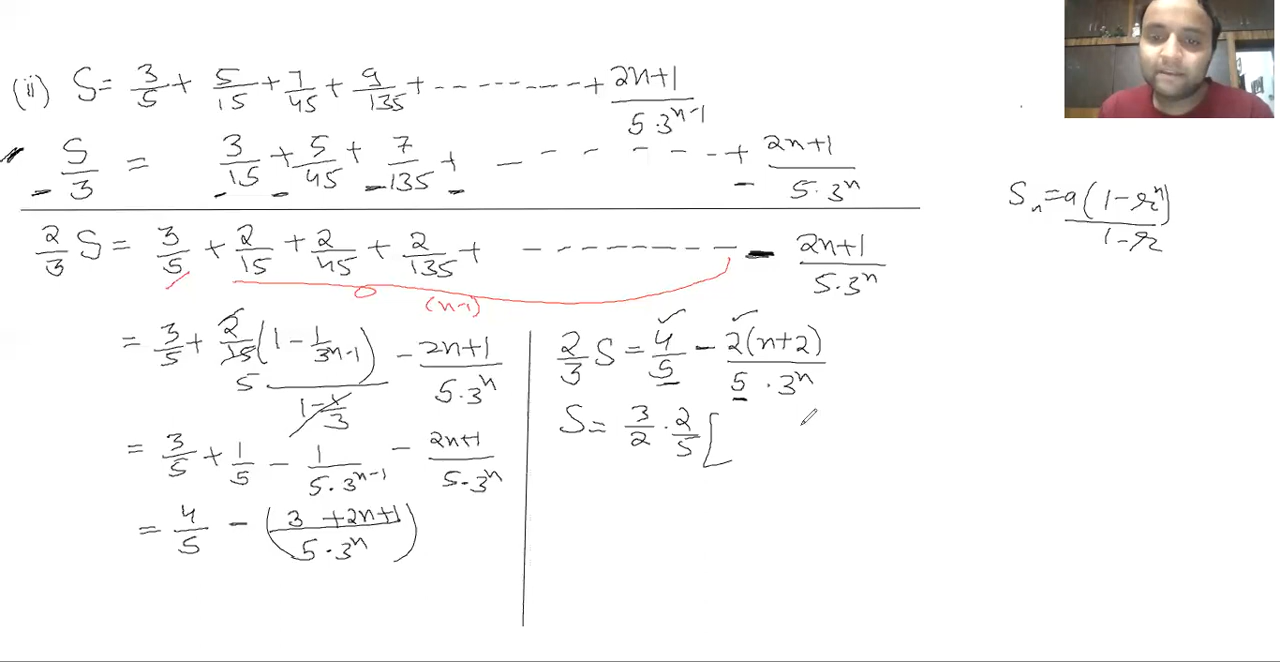 (ii) S = 3/5 + 5/15 + 7/45 + 9/135 + - - - - - - - - + 2n+1/5·3^(n-1)
- S/3 = 3/15 + 5/45 + 7/135 + - - - - - - - + 2n+1/5·3^n
2/3 S = 3/5 + 2/15 + 2/45 + 2/135 + - - - - - - - - - 2n+1/5·3^n
(n-1)
= 3/5 + 2/15 (1 - 1/3^(n-1)) / (1 - 1/3) - 2n+1/5·3^n
5
= 3/5 + 1/5 - 1/5·3^(n-1) - 2n+1/5·3^n
= 4/5 - (3 + 2n+1/5·3^n)
2/3 S = 4/5 - 2(n+2)/5·3^n
S = 3/2 · 2/5 [
S_n = a(1 - r^n)/1 - r